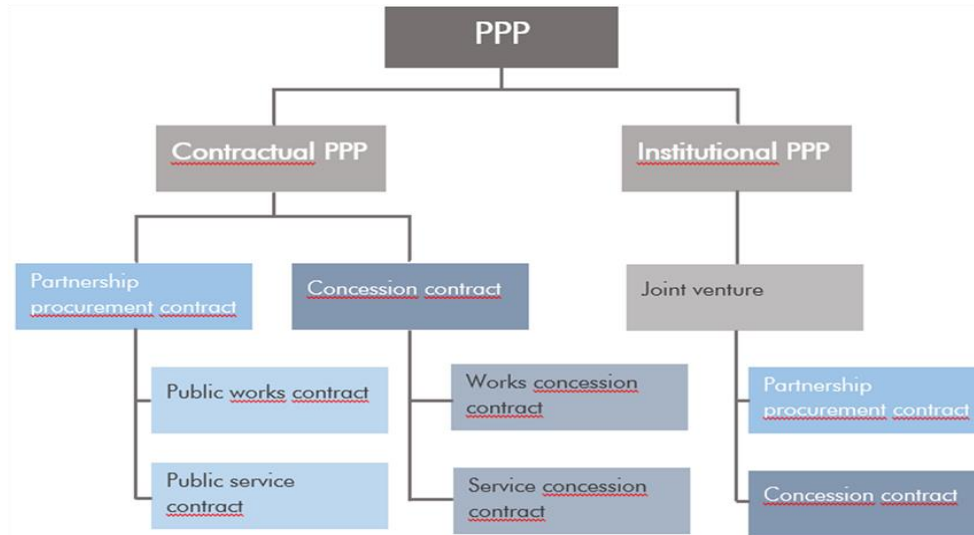 PPP
Contractual PPP
Institutional PPP
Partnership
procurement contract
Concession contract
Joint venture
Public works contract
Works concession
contract
Partnership
procurement contract
Public service
contract
Service concession
contract
Concession contract